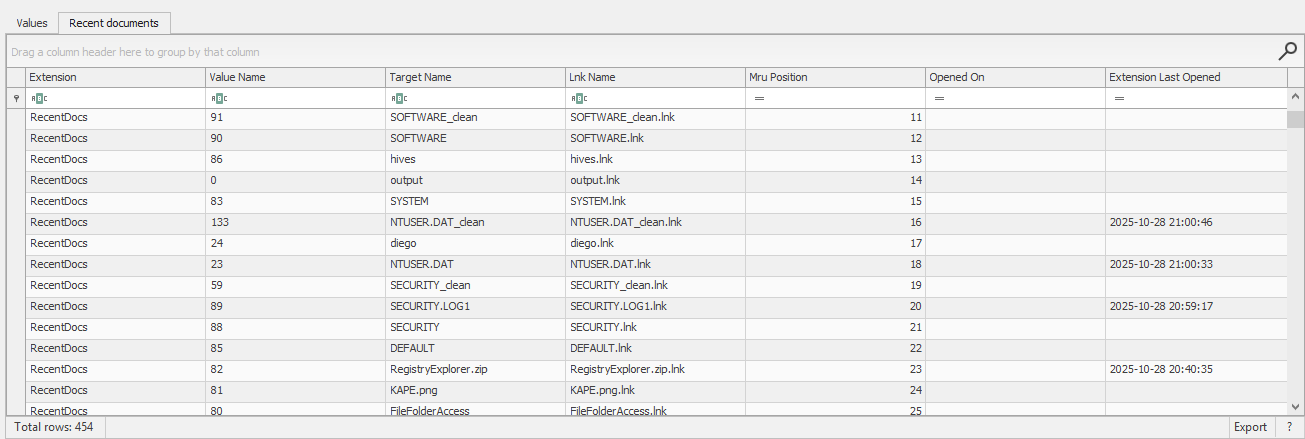 Values Recent documents
Drag a column header here to group by that column
Extension Value Name Target Name Lnk Name Mru Position Opened On Extension Last Opened
ABC ABC ABC ABC = = =
RecentDocs 91 SOFTWARE_clean SOFTWARE_clean.lnk 11
RecentDocs 90 SOFTWARE SOFTWARE.lnk 12
RecentDocs 86 hives hives.lnk 13
RecentDocs 0 output output.lnk 14
RecentDocs 83 SYSTEM SYSTEM.lnk 15
RecentDocs 133 NTUSER.DAT_clean NTUSER.DAT_clean.lnk 16 2025-10-28 21:00:46
RecentDocs 24 diego diego.lnk 17
RecentDocs 23 NTUSER.DAT NTUSER.DAT.lnk 18 2025-10-28 21:00:33
RecentDocs 59 SECURITY_clean SECURITY_clean.lnk 19
RecentDocs 89 SECURITY.LOG1 SECURITY.LOG1.lnk 20 2025-10-28 20:59:17
RecentDocs 88 SECURITY SECURITY.lnk 21
RecentDocs 85 DEFAULT DEFAULT.lnk 22
RecentDocs 82 RegistryExplorer.zip RegistryExplorer.zip.lnk 23 2025-10-28 20:40:35
RecentDocs 81 KAPE.png KAPE.png.lnk 24
RecentDocs 80 FileFolderAccess FileFolderAccess.lnk 25
Total rows: 454 Export ?